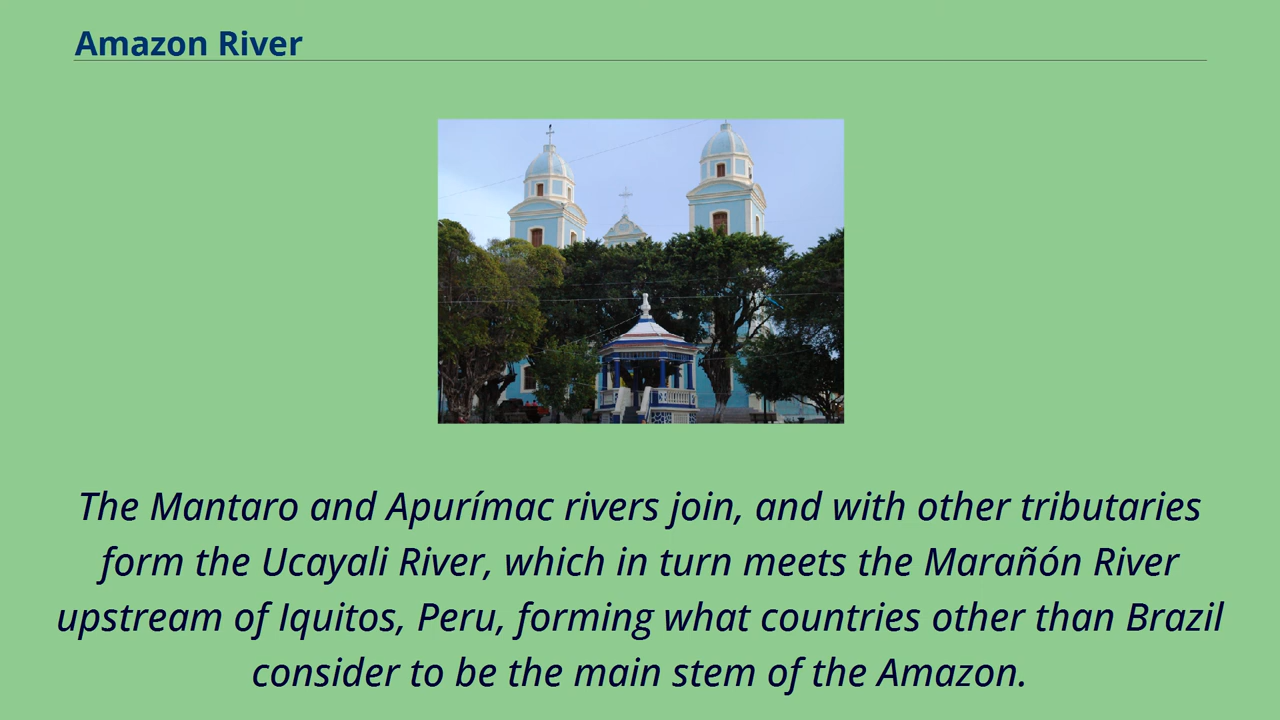 Amazon River
The Mantaro and Apurímac rivers join, and with other tributaries
form the Ucayali River, which in turn meets the Marañón River
upstream of Iquitos, Peru, forming what countries other than Brazil
consider to be the main stem of the Amazon.